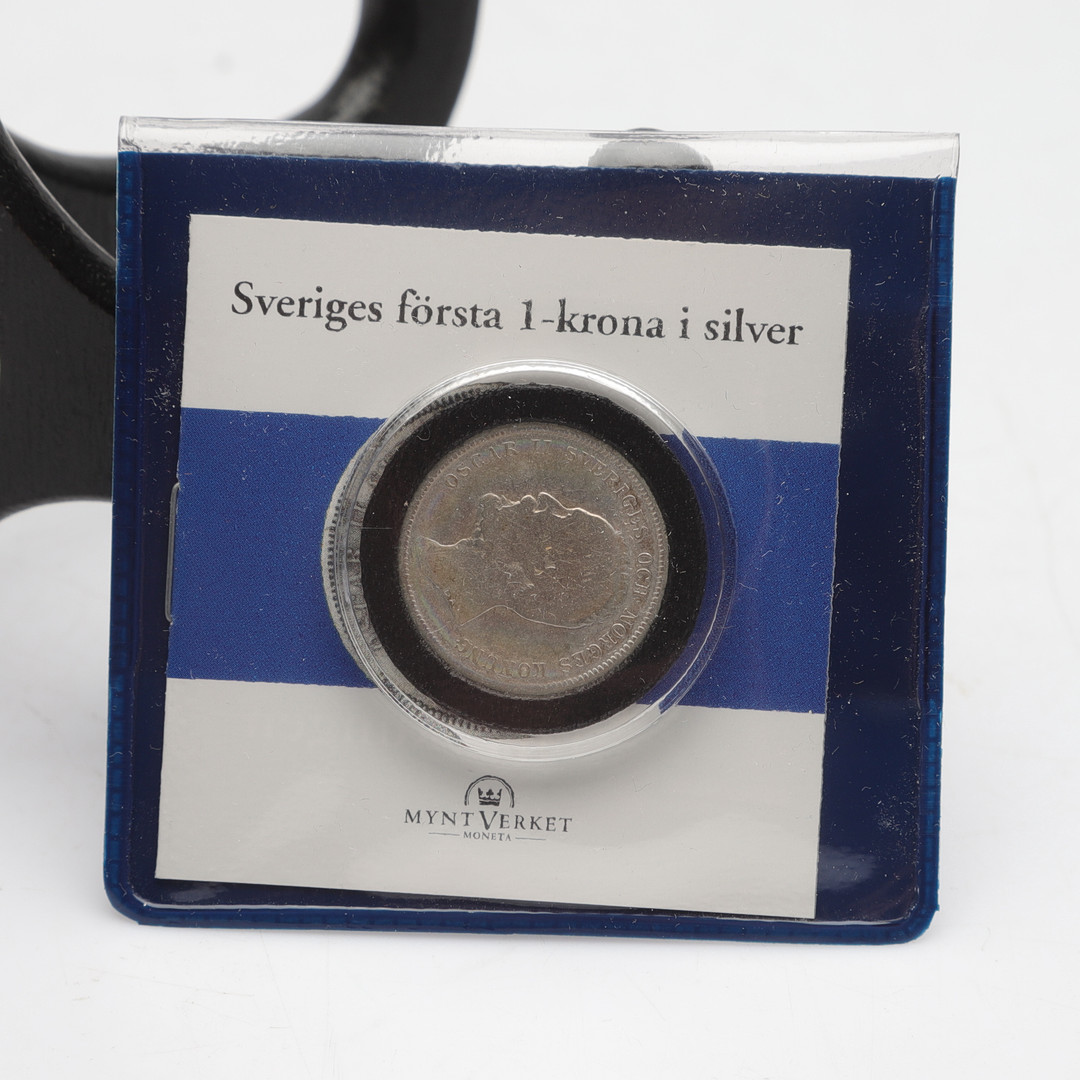 Sveriges första 1-krona i silver
OSCAR II SVERIGES OCH NORGES KONUNG
MYNTVERKET
MONETA